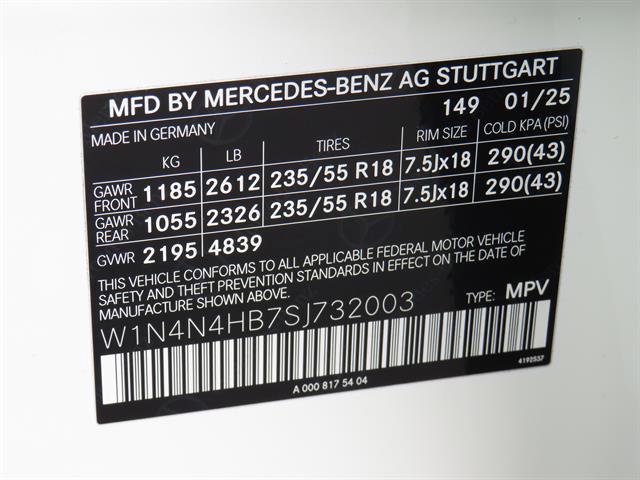 MFD BY MERCEDES-BENZ AG STUTTGART
149 01/25
MADE IN GERMANY
KG LB TIRES RIM SIZE COLD KPA(PSI)
GAWR FRONT 1185 2612 235/55 R18 7.5Jx18 290(43)
GAWR REAR 1055 2326 235/55 R18 7.5Jx18 290(43)
GVWR 2195 4839
THIS VEHICLE CONFORMS TO ALL APPLICABLE FEDERAL MOTOR VEHICLE
SAFETY AND THEFT PREVENTION STANDARDS IN EFFECT ON THE DATE OF
MANUFACTURE SHOWN ABOVE.
W1N4N4HB7SJ732003 TYPE: MPV
4192537
A 000 817 54 04